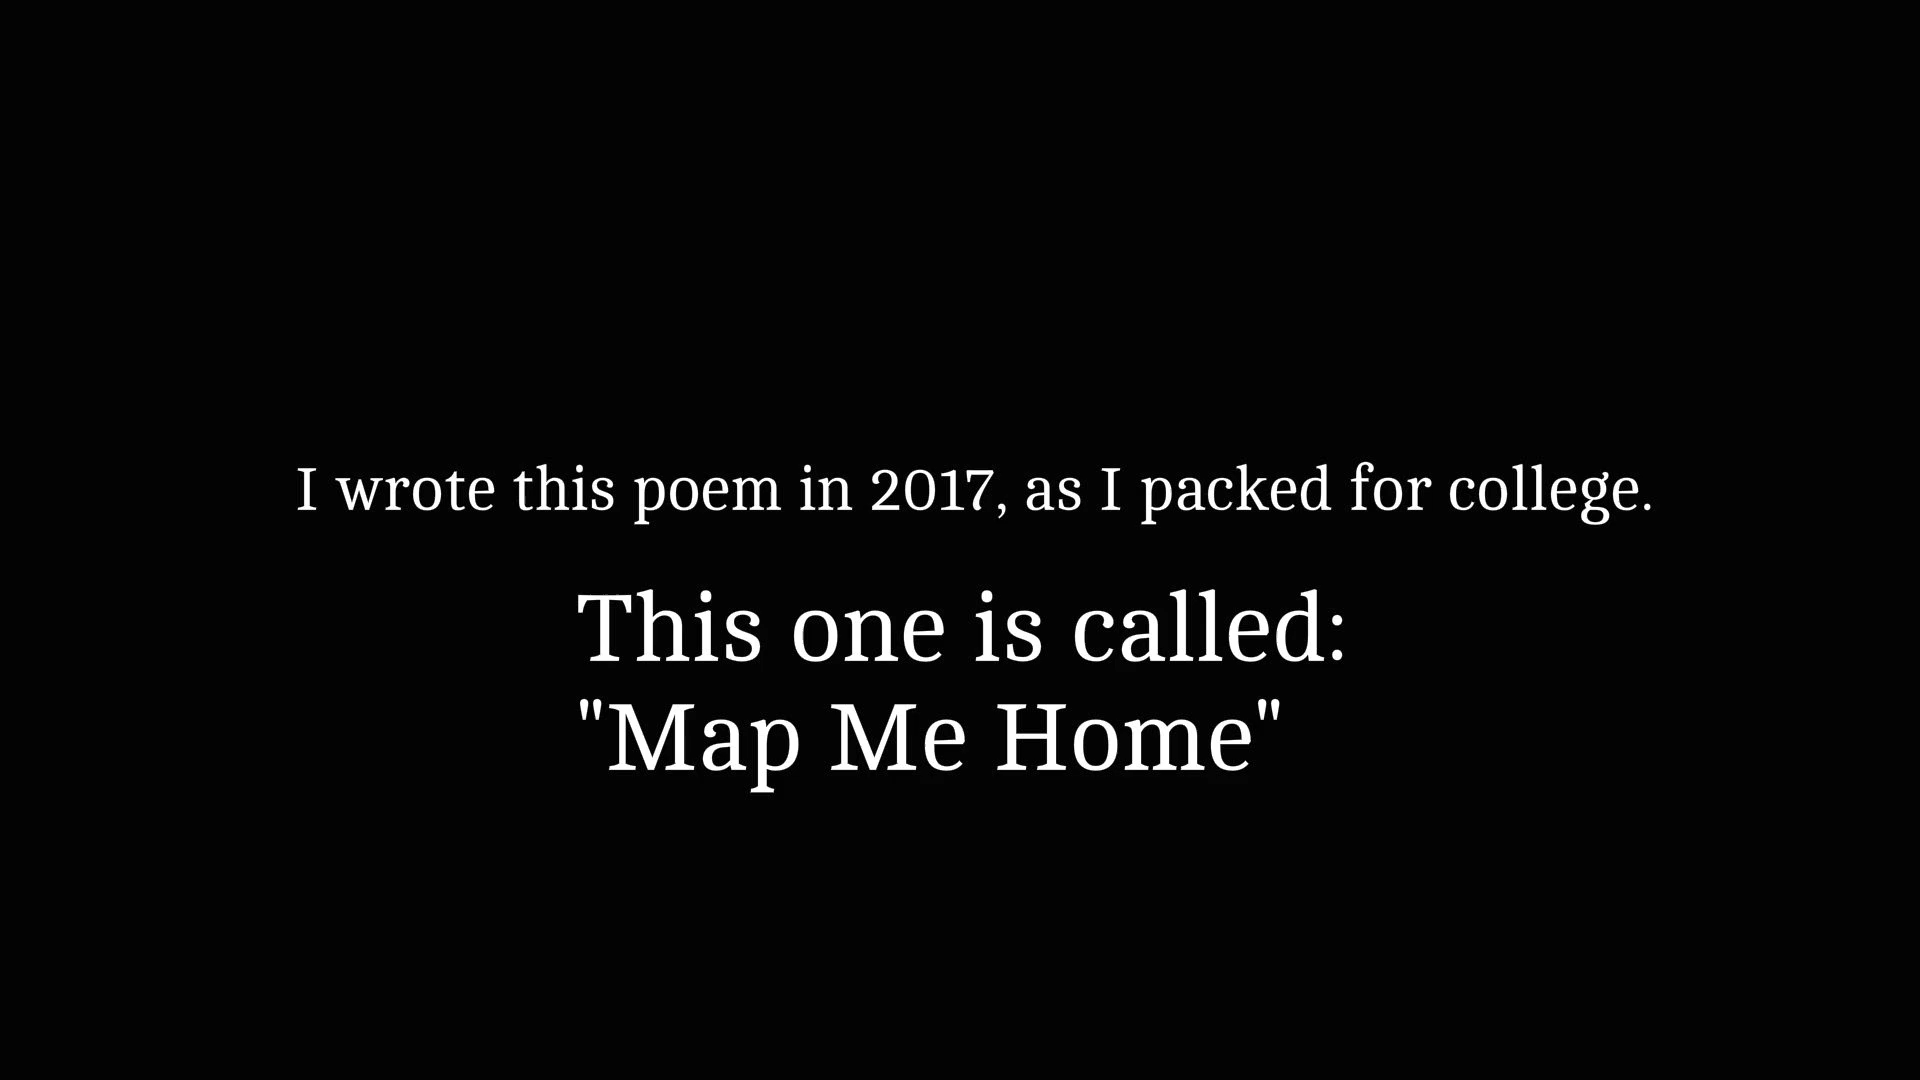 I wrote this poem in 2017, as I packed for college.
This one is called:
"Map Me Home"